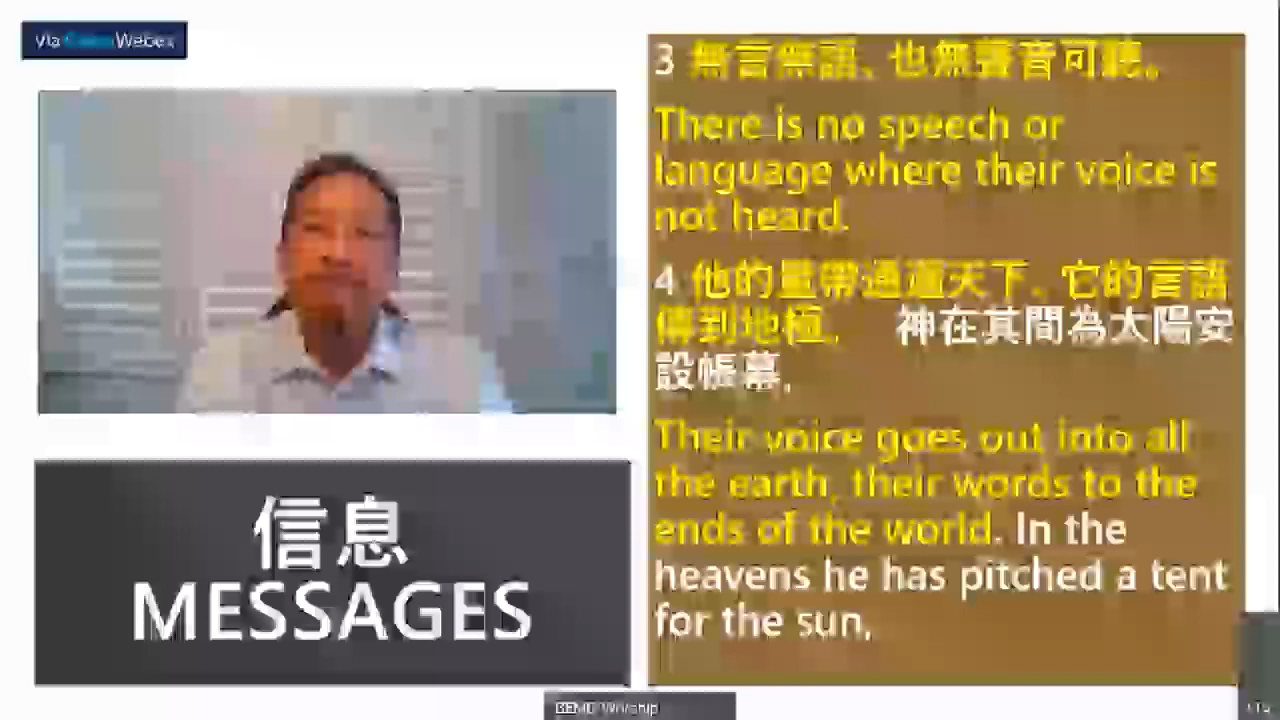 Via Cisco Webex
3 無言無語、也無聲音可聽。
There is no speech or
language where their voice is
not heard.
4 他的量帶通遍天下、它的言語
傳到地極. 神在其間為太陽安
設帳幕.
Their voice goes out into all
the earth, their words to the
ends of the world. In the
heavens he has pitched a tent
for the sun,
信息
MESSAGES
Worship